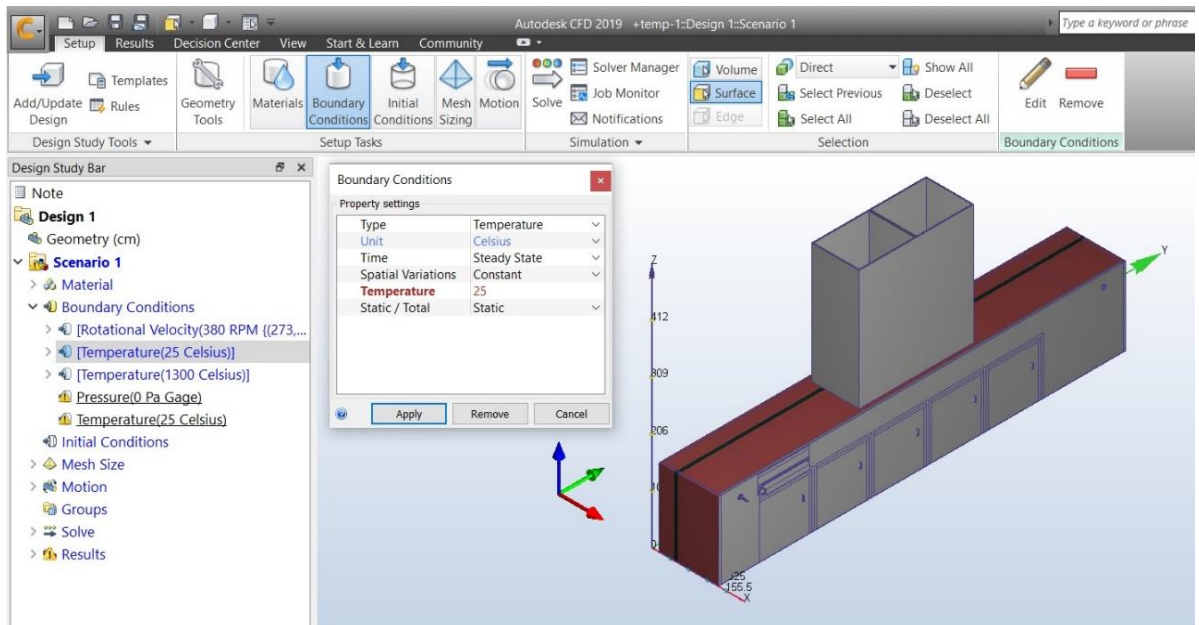 Autodesk CFD 2019 +temp-1::Design 1::Scenario 1
Type a keyword or phrase
Setup Results Decision Center View Start & Learn Community
Add/Update Design
Templates
Rules
Geometry Tools
Materials
Boundary Conditions
Initial Conditions
Mesh Sizing
Motion
Solve
Solver Manager
Job Monitor
Notifications
Volume
Surface
Edge
Direct
Select Previous
Select All
Show All
Deselect
Deselect All
Edit
Remove
Design Study Tools
Setup Tasks
Simulation
Selection
Boundary Conditions
Design Study Bar
Note
Design 1
Geometry (cm)
Scenario 1
Material
Boundary Conditions
[Rotational Velocity(380 RPM {(273,...
[Temperature(25 Celsius)]
[Temperature(1300 Celsius)]
Pressure(0 Pa Gage)
Temperature(25 Celsius)
Initial Conditions
Mesh Size
Motion
Groups
Solve
Results
Boundary Conditions
Property settings
Type Temperature
Unit Celsius
Time Steady State
Spatial Variations Constant
Temperature 25
Static / Total Static
Apply Remove Cancel
Z
Y
412
309
206
0
155.5
X